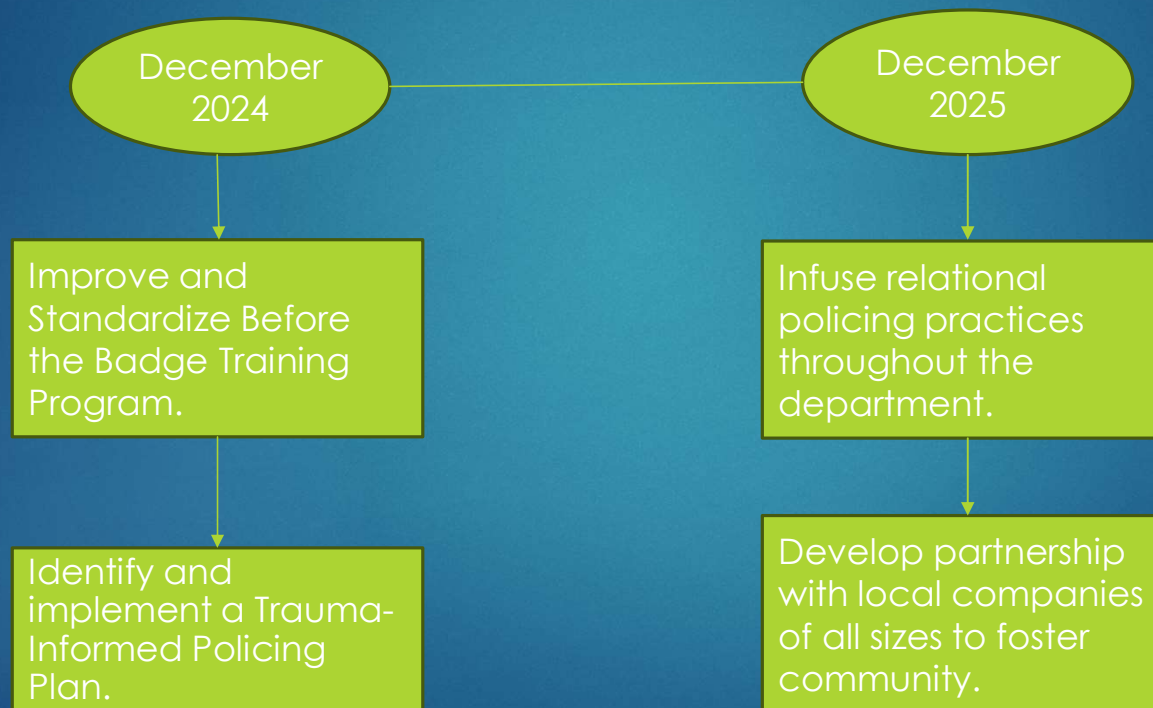 December
2024
December
2025
Improve and
Standardize Before
the Badge Training
Program.
Infuse relational
policing practices
throughout the
department.
Identify and
implement a Trauma-
Informed Policing
Plan.
Develop partnership
with local companies
of all sizes to foster
community.